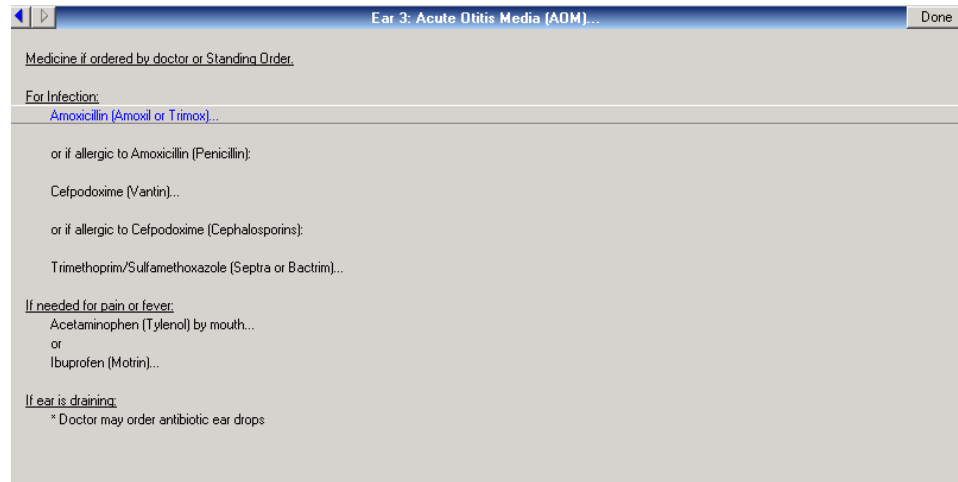 Ear 3: Acute Otitis Media (AOM)...
Done
Medicine if ordered by doctor or Standing Order.
For Infection:
Amoxicillin (Amoxil or Trimox)...
or if allergic to Amoxicillin (Penicillin):
Cefpodoxime (Vantin)...
or if allergic to Cefpodoxime (Cephalosporins):
Trimethoprim/Sulfamethoxazole (Septra or Bactrim)...
If needed for pain or fever:
Acetaminophen (Tylenol) by mouth...
or
Ibuprofen (Motrin)...
If ear is draining:
* Doctor may order antibiotic ear drops